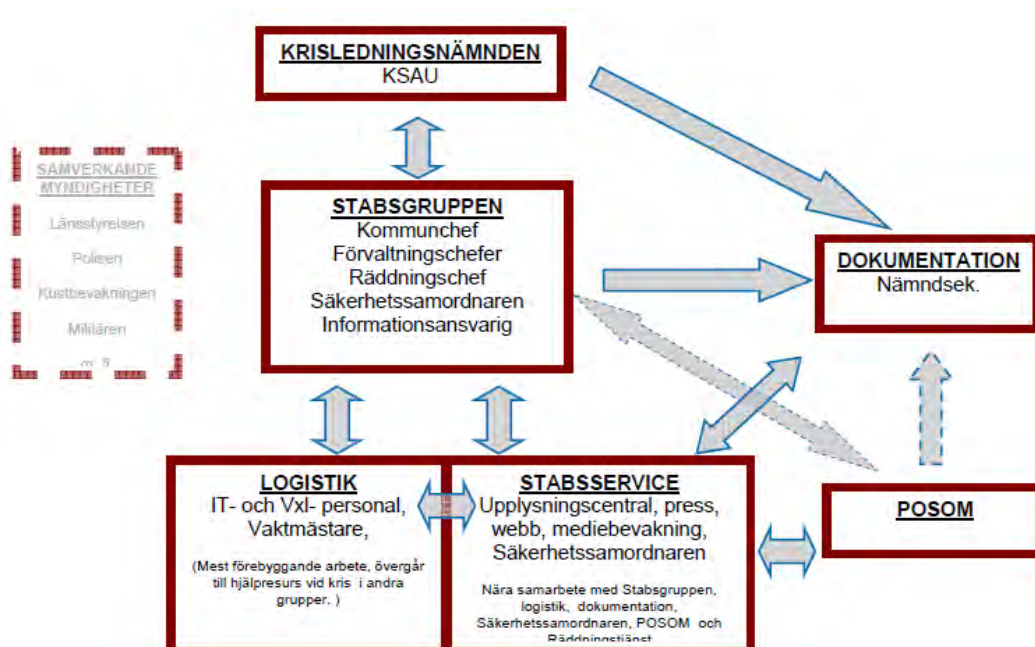 KRISLEDNINGSNÄMNDEN
KSAU
SAMVERKANDE
MYNDIGHETER
Länsstyrelsen
Polisen
Kustbevakningen
Militären
STABSGRUPPEN
Kommunchef
Förvaltningschefer
Räddningschef
Säkerhetssamordnaren
Informationsansvarig
DOKUMENTATION
Nämndsek.
LOGISTIK
IT- och Vxl- personal,
Vaktmästare,
(Mest förebyggande arbete, övergår
till hjälpresurs vid kris i andra
grupper. )
STABSSERVICE
Upplysningscentral, press,
webb, mediebevakning,
Säkerhetssamordnaren
Nära samarbete med Stabsgruppen,
logistik, dokumentation,
Säkerhetssamordnaren, POSOM och
Räddningstjänst
POSOM